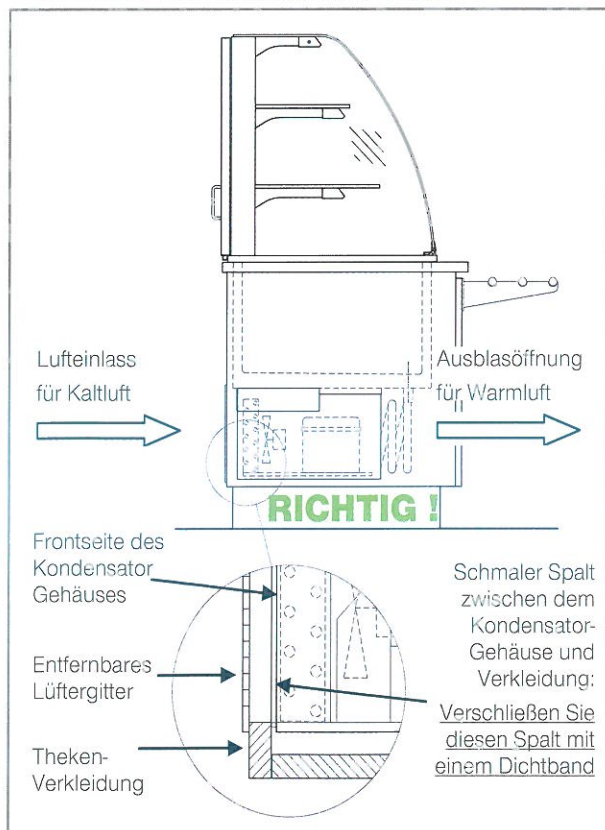 Lufteinlass
für Kaltluft
Ausblasöffnung
für Warmluft
RICHTIG !
Frontseite des
Kondensator
Gehäuses
Entfernbares
Lüftergitter
Theken-
Verkleidung
Schmaler Spalt
zwischen dem
Kondensator-
Gehäuse und
Verkleidung:
Verschließen Sie
diesen Spalt mit
einem Dichtband